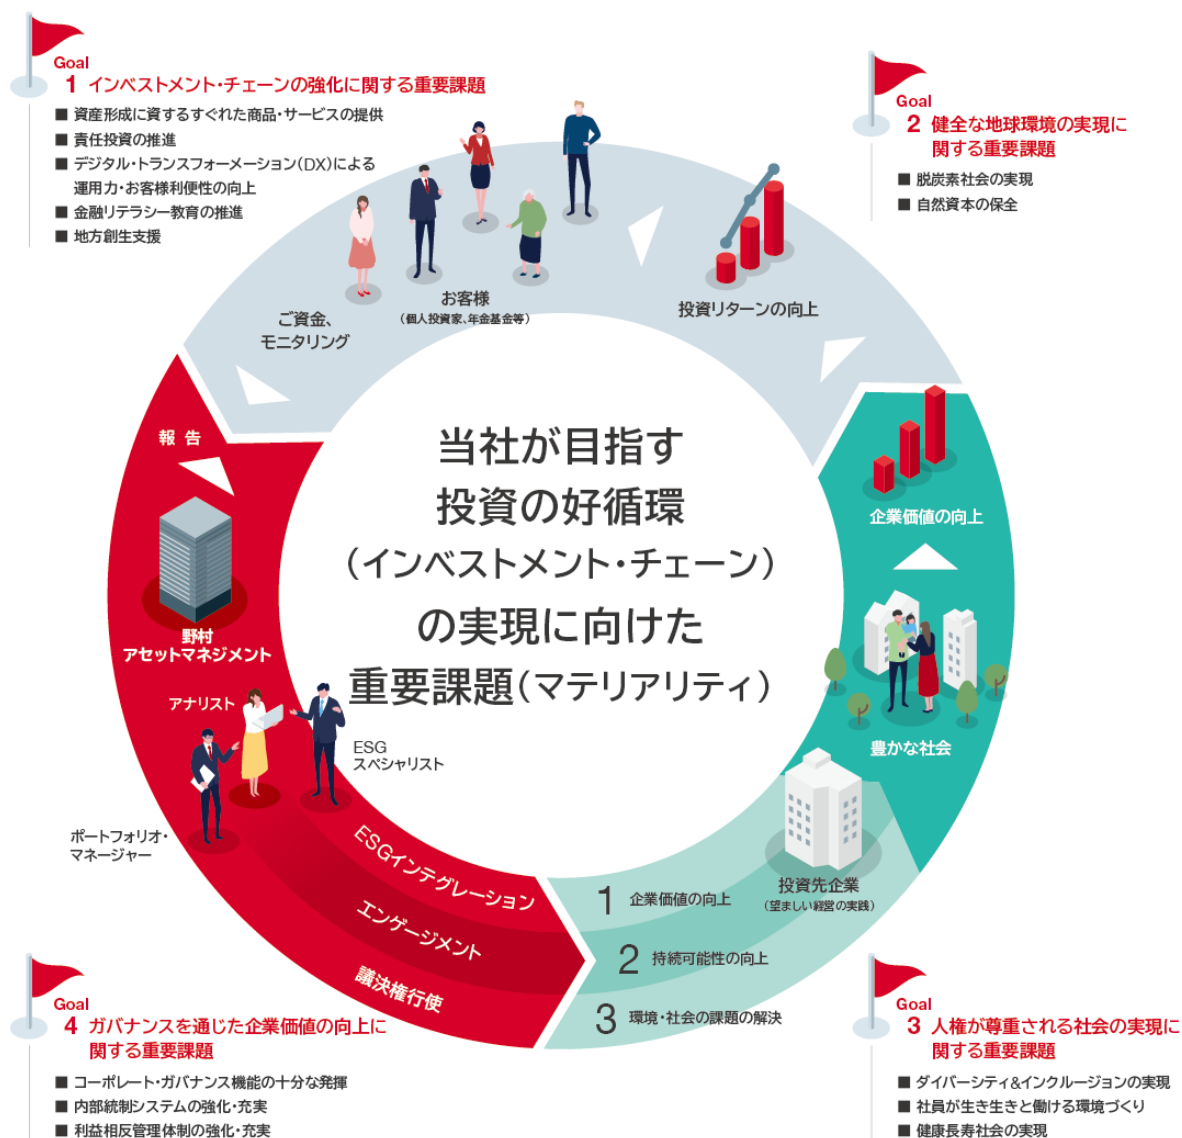 Goal
1 インベストメント・チェーンの強化に関する重要課題
■ 資産形成に資するすぐれた商品・サービスの提供
■ 責任投資の推進
■ デジタル・トランスフォーメーション(DX)による
運用力・お客様利便性の向上
■ 金融リテラシー教育の推進
■ 地方創生支援
Goal
2 健全な地球環境の実現に
関する重要課題
■ 脱炭素社会の実現
■ 自然資本の保全
ご資金、
モニタリング
お客様
(個人投資家、年金基金等)
投資リターンの向上
報告
野村
アセットマネジメント
アナリスト
ESG
スペシャリスト
ポートフォリオ・
マネージャー
当社が目指す
投資の好循環
(インベストメント・チェーン)
の実現に向けた
重要課題(マテリアリティ)
企業価値の向上
豊かな社会
投資先企業
(望ましい経営の実践)
ESGインテグレーション
エンゲージメント
議決権行使
1 企業価値の向上
2 持続可能性の向上
3 環境・社会の課題の解決
Goal
4 ガバナンスを通じた企業価値の向上に
関する重要課題
■ コーポレート・ガバナンス機能の十分な発揮
■ 内部統制システムの強化・充実
■ 利益相反管理体制の強化・充実
Goal
3 人権が尊重される社会の実現に
関する重要課題
■ ダイバーシティ&インクルージョンの実現
■ 社員が生き生きと働ける環境づくり
■ 健康長寿社会の実現